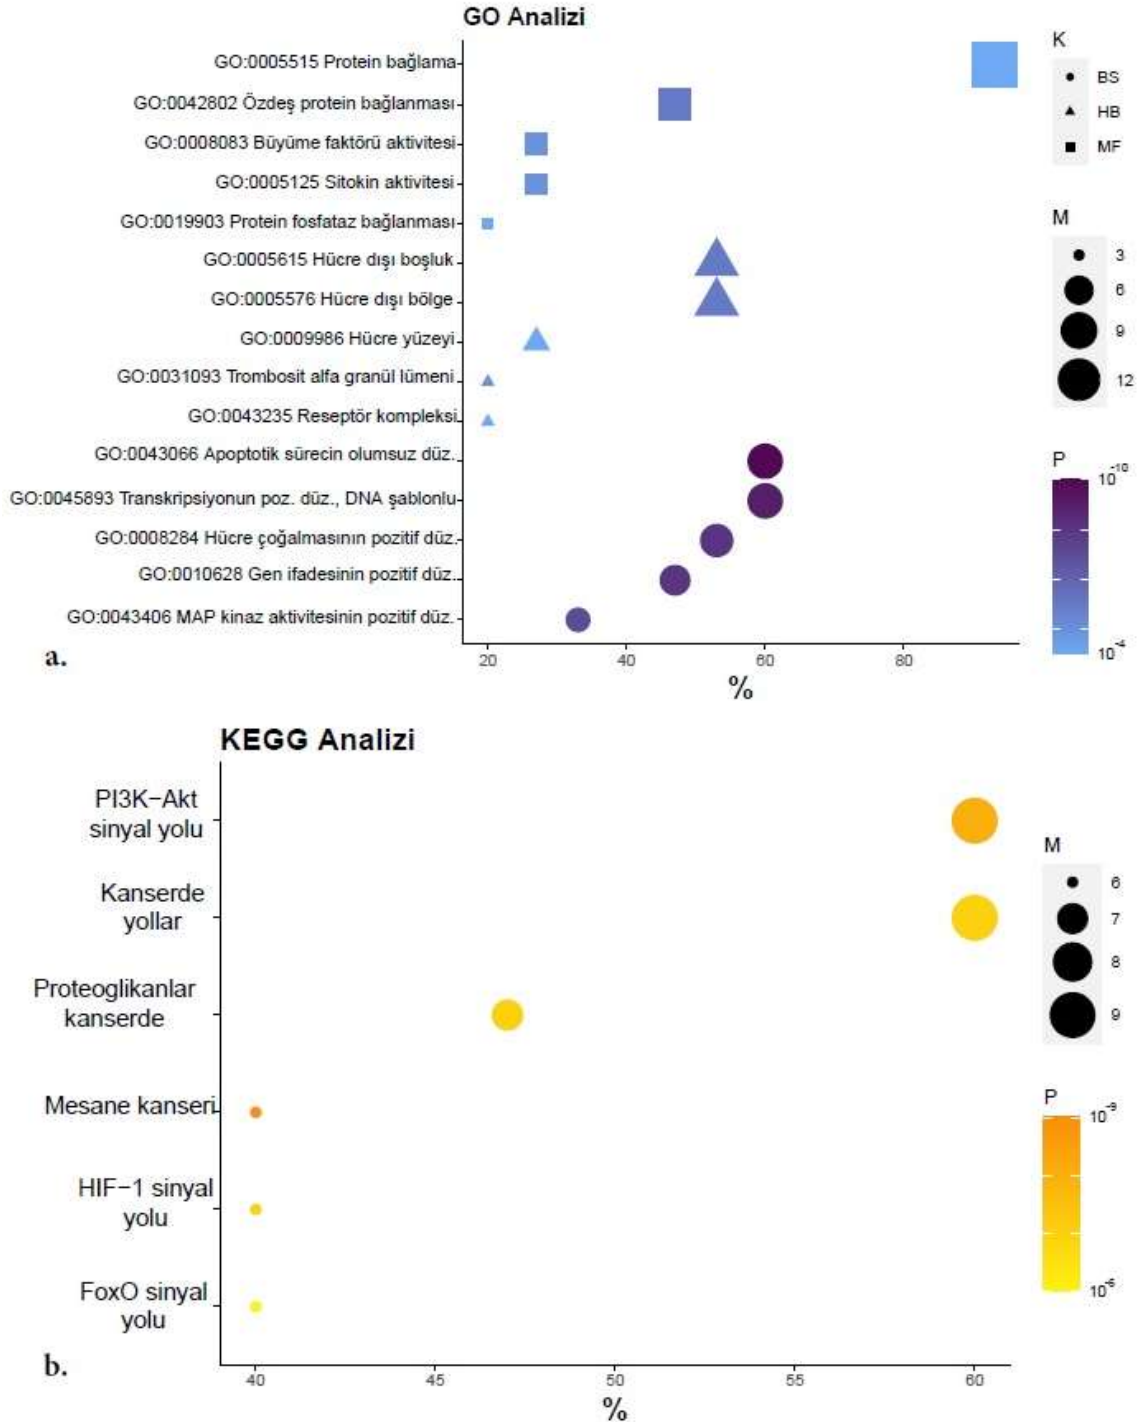 GO Analizi
GO:0005515 Protein bağlama
GO:0042802 Özdeş protein bağlanması
GO:0008083 Büyüme faktörü aktivitesi
GO:0005125 Sitokin aktivitesi
GO:0019903 Protein fosfataz bağlanması
GO:0005615 Hücre dışı boşluk
GO:0005576 Hücre dışı bölge
GO:0009986 Hücre yüzeyi
GO:0031093 Trombosit alfa granül lümeni
GO:0043235 Reseptör kompleksi
GO:0043066 Apoptotik sürecin olumsuz düz.
GO:0045893 Transkripsiyonun poz. düz., DNA şablonlu
GO:0008284 Hücre çoğalmasının pozitif düz.
GO:0010628 Gen ifadesinin pozitif düz.
GO:0043406 MAP kinaz aktivitesinin pozitif düz.
20 40 60 80
%
a.
K
BS
HB
MF
M
3
6
9
12
P
10⁻¹⁰
10⁻⁴
KEGG Analizi
PI3K−Akt
sinyal yolu
Kanserde
yollar
Proteoglikanlar
kanserde
Mesane kanseri
HIF−1 sinyal
yolu
FoxO sinyal
yolu
40 45 50 55 60
%
b.
M
6
7
8
9
P
10⁻⁹
10⁻⁶